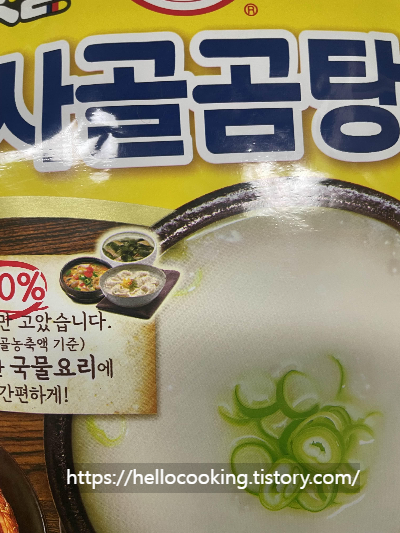 ®
사골곰탕
0%
만 고았습니다.
골농축액 기준)
국물요리에
간편하게!
https://hellocooking.tistory.com/